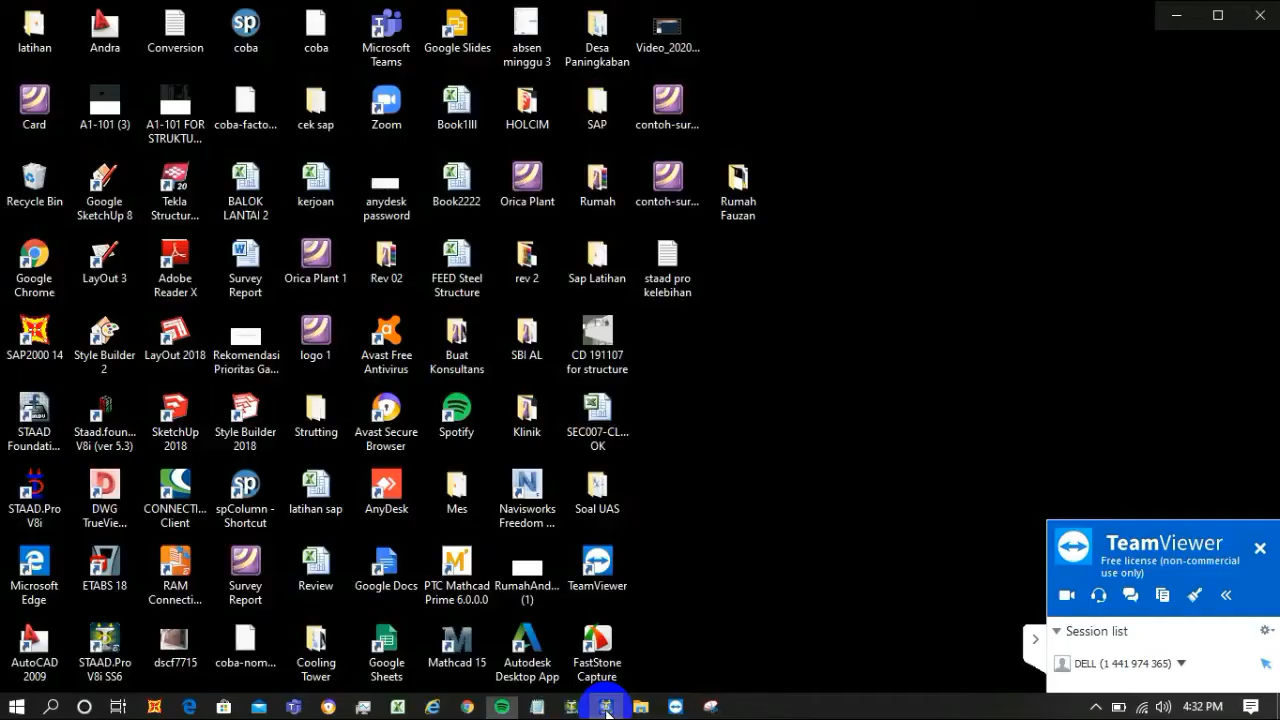 latihan
Andra
Conversion
coba
coba
Microsoft
Teams
Google Slides
absen
minggu 3
Desa
Paningkaban
Video_2020...
Card
A1-101 (3)
A1-101 FOR
STRUKTU...
coba-facto...
cek sap
Zoom
Book1III
HOLCIM
SAP
contoh-sur...
Recycle Bin
Google
SketchUp 8
Tekla
Structur...
BALOK
LANTAI 2
kerjoan
anydesk
password
Book2222
Orica Plant
Rumah
contoh-sur...
Rumah
Fauzan
Google
Chrome
LayOut 3
Adobe
Reader X
Survey
Report
Orica Plant 1
Rev 02
FEED Steel
Structure
rev 2
Sap Latihan
staad pro
kelebihan
SAP2000 14
Style Builder
2
LayOut 2018
Rekomendasi
Prioritas Ga...
logo 1
Avast Free
Antivirus
Buat
Konsultans
SBI AL
CD 191107
for structure
STAAD
Foundati...
Staad.foun...
V8i (ver 5.3)
SketchUp
2018
Style Builder
2018
Strutting
Avast Secure
Browser
Spotify
Klinik
SEC007-CL...
OK
STAAD.Pro
V8i
DWG
TrueVie...
CONNECTI...
Client
spColumn -
Shortcut
latihan sap
AnyDesk
Mes
Navisworks
Freedom ...
Soal UAS
Microsoft
Edge
ETABS 18
RAM
Connecti...
Survey
Report
Review
Google Docs
PTC Mathcad
Prime 6.0.0.0
RumahAnd...
(1)
TeamViewer
AutoCAD
2009
STAAD.Pro
V8i SS6
dscf7715
coba-nom...
Cooling
Tower
Google
Sheets
Mathcad 15
Autodesk
Desktop App
FastStone
Capture
TeamViewer
Free license (non-commercial
use only)
Session list
DELL (1 441 974 365)
4:32 PM